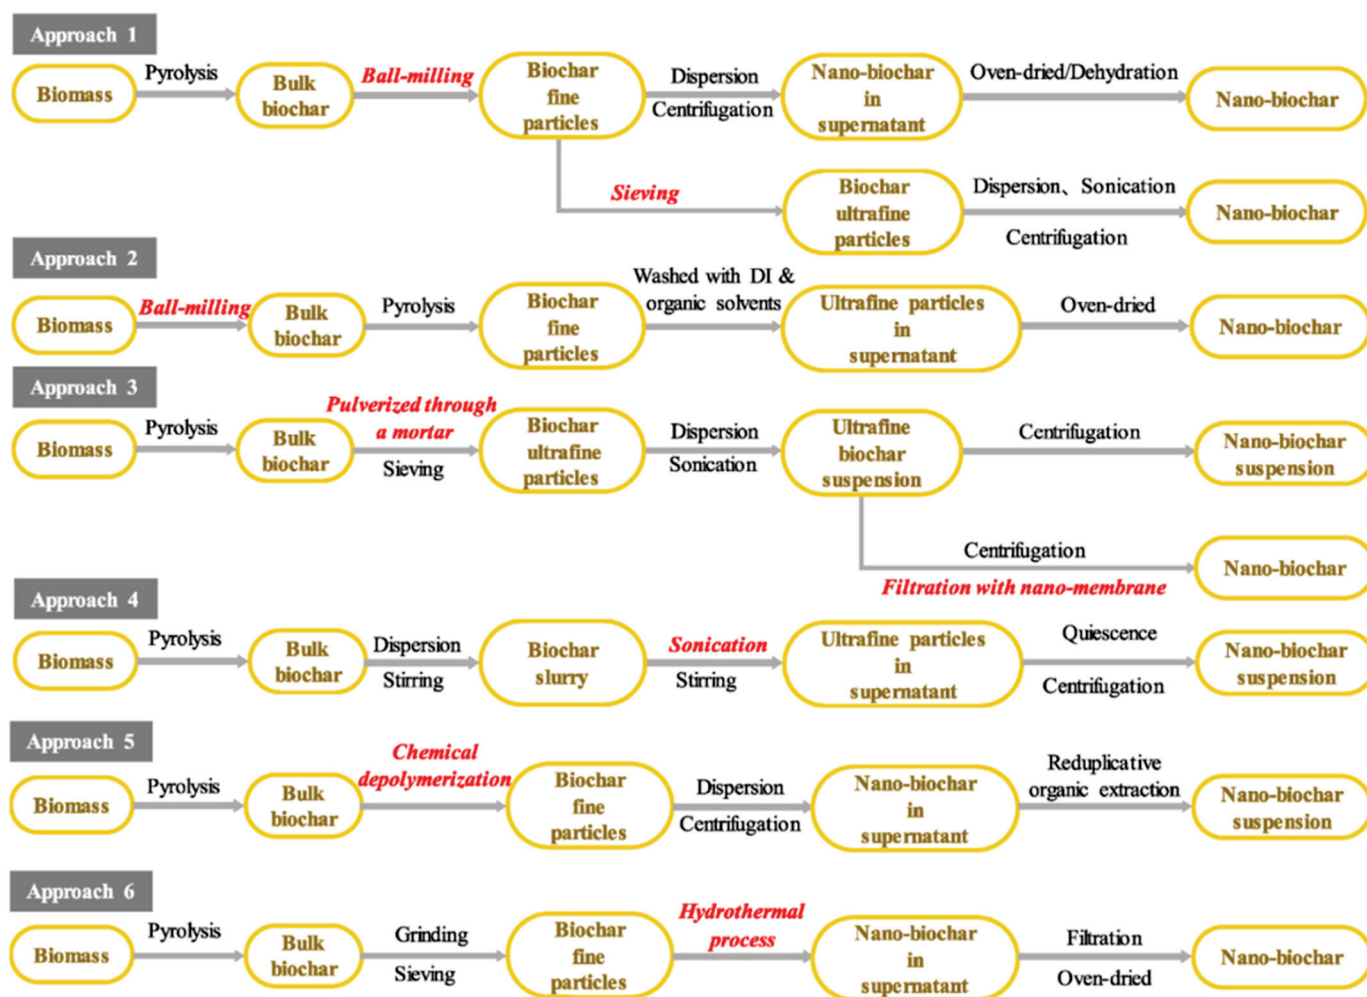 Approach 1
Biomass
Pyrolysis
Bulk
biochar
Ball-milling
Biochar
fine
particles
Dispersion
Centrifugation
Nano-biochar
in
supernatant
Oven-dried/Dehydration
Nano-biochar
Sieving
Biochar
ultrafine
particles
Dispersion、Sonication
Centrifugation
Nano-biochar
Approach 2
Biomass
Ball-milling
Bulk
biochar
Pyrolysis
Biochar
fine
particles
Washed with DI &
organic solvents
Ultrafine particles
in
supernatant
Oven-dried
Nano-biochar
Approach 3
Biomass
Pyrolysis
Bulk
biochar
Pulverized through
a mortar
Sieving
Biochar
ultrafine
particles
Dispersion
Sonication
Ultrafine
biochar
suspension
Centrifugation
Nano-biochar
suspension
Centrifugation
Filtration with nano-membrane
Nano-biochar
Approach 4
Biomass
Pyrolysis
Bulk
biochar
Dispersion
Stirring
Biochar
slurry
Sonication
Stirring
Ultrafine particles
in
supernatant
Quiescence
Centrifugation
Nano-biochar
suspension
Approach 5
Biomass
Pyrolysis
Bulk
biochar
Chemical
depolymerization
Biochar
fine
particles
Dispersion
Centrifugation
Nano-biochar
in
supernatant
Reduplicative
organic extraction
Nano-biochar
suspension
Approach 6
Biomass
Pyrolysis
Bulk
biochar
Grinding
Sieving
Biochar
fine
particles
Hydrothermal
process
Nano-biochar
in
supernatant
Filtration
Oven-dried
Nano-biochar